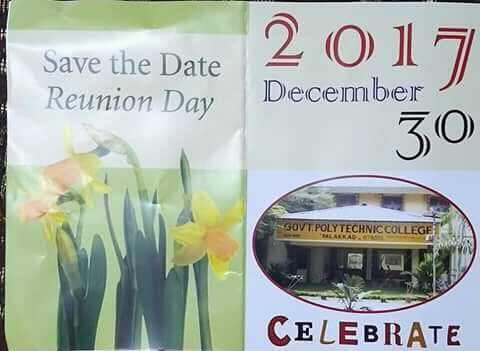 Save the Date
Reunion Day
2017
December
30
GOVT. POLYTECHNIC COLLEGE
PALAKKAD
CELEBRATE